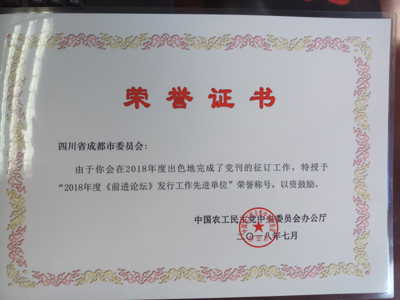 荣誉证书
四川省成都市委员会：
由于你会在2018年度出色地完成了党刊的征订工作，特授予
“2018年度《前进论坛》发行工作先进单位”荣誉称号，以资鼓励。
中国农工民主党中央委员会办公厅
二〇一八年七月